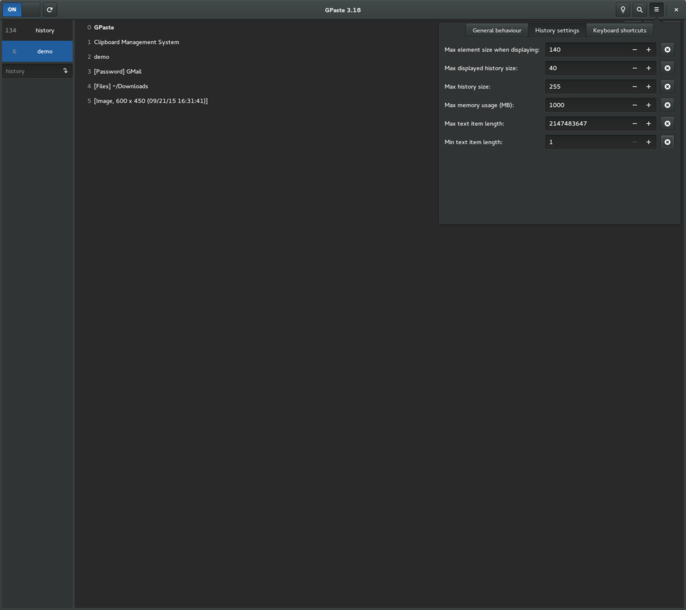 ON
GPaste 3.18
134 history
6 demo
history
0 GPaste
1 Clipboard Management System
2 demo
3 [Password] GMail
4 [Files] ~/Downloads
5 [Image, 600 x 450 (09/21/15 16:31:41)]
General behaviour History settings Keyboard shortcuts
Max element size when displaying: 140
Max displayed history size: 40
Max history size: 255
Max memory usage (MB): 1000
Max text item length: 2147483647
Min text item length: 1